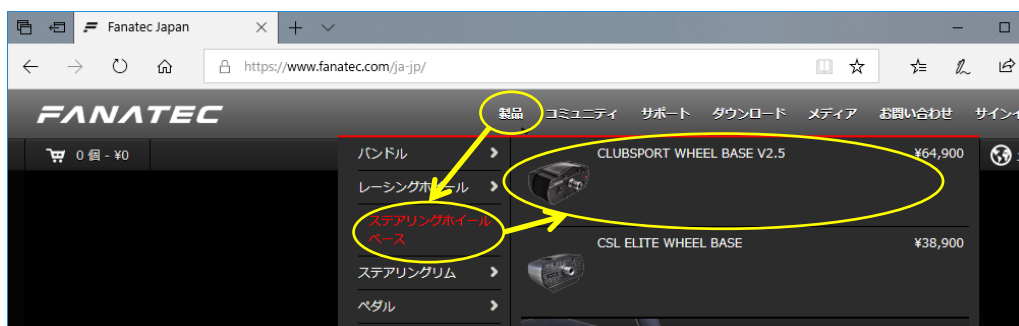 Fanatec Japan
https://www.fanatec.com/ja-jp/
FANATEC
製品 コミュニティ サポート ダウンロード メディア お問い合わせ サインイ
0 個 - ¥0
バンドル
レーシングホイール
ステアリングホイール
ベース
ステアリングリム
ペダル
CLUBSPORT WHEEL BASE V2.5 ¥64,900
CSL ELITE WHEEL BASE ¥38,900